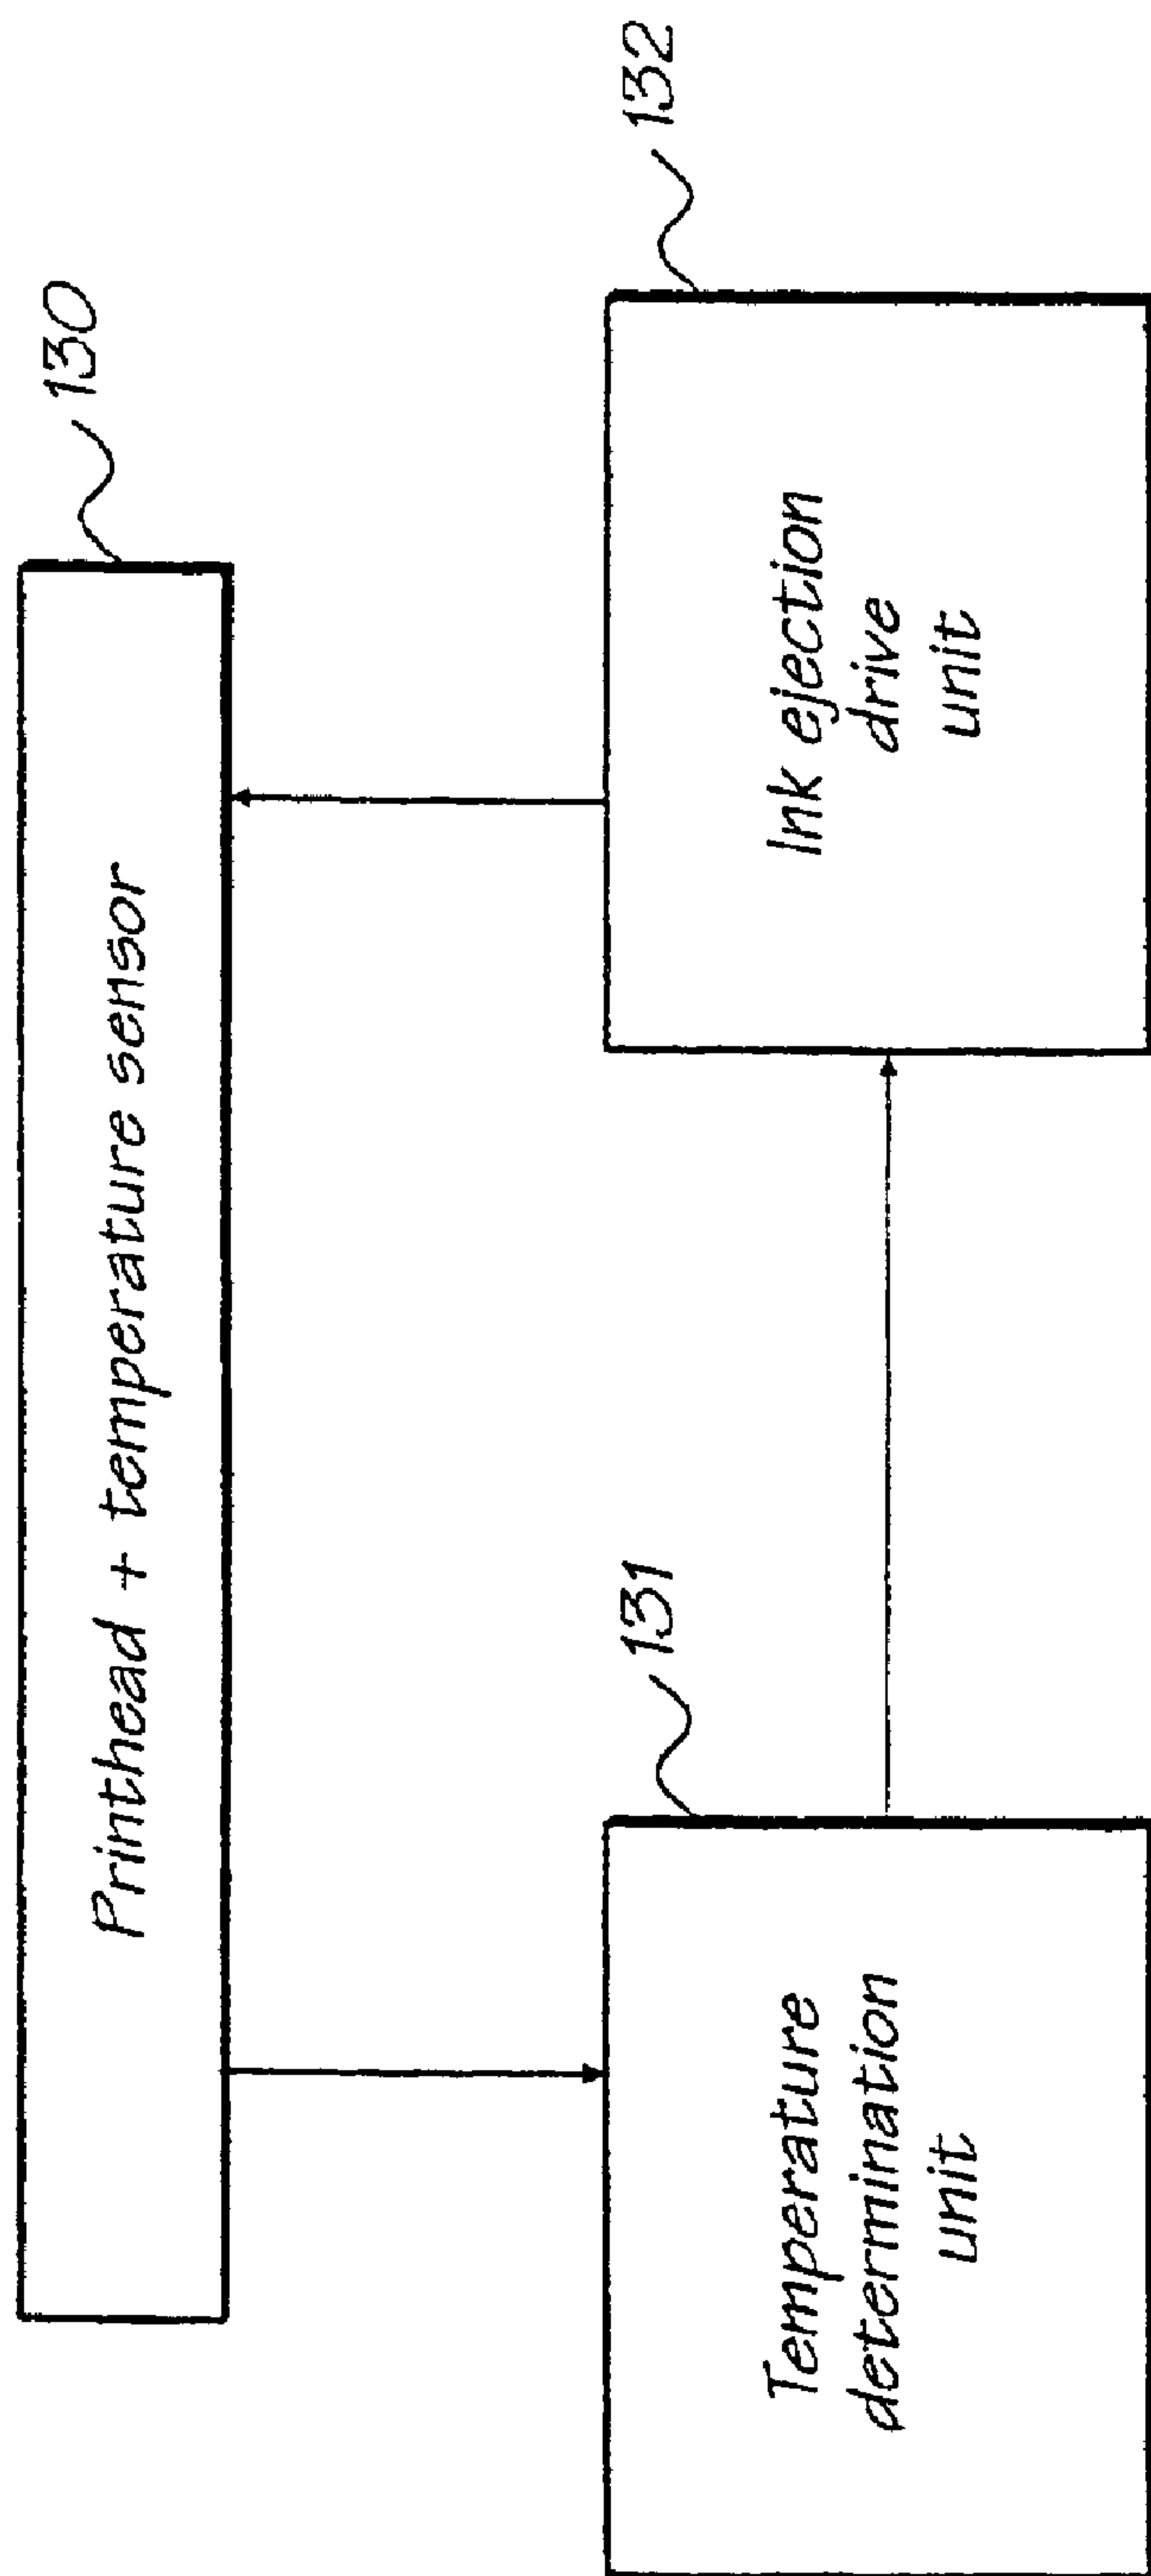 130
Printhead + temperature sensor
131
Temperature
determination
unit
132
Ink ejection
drive
unit